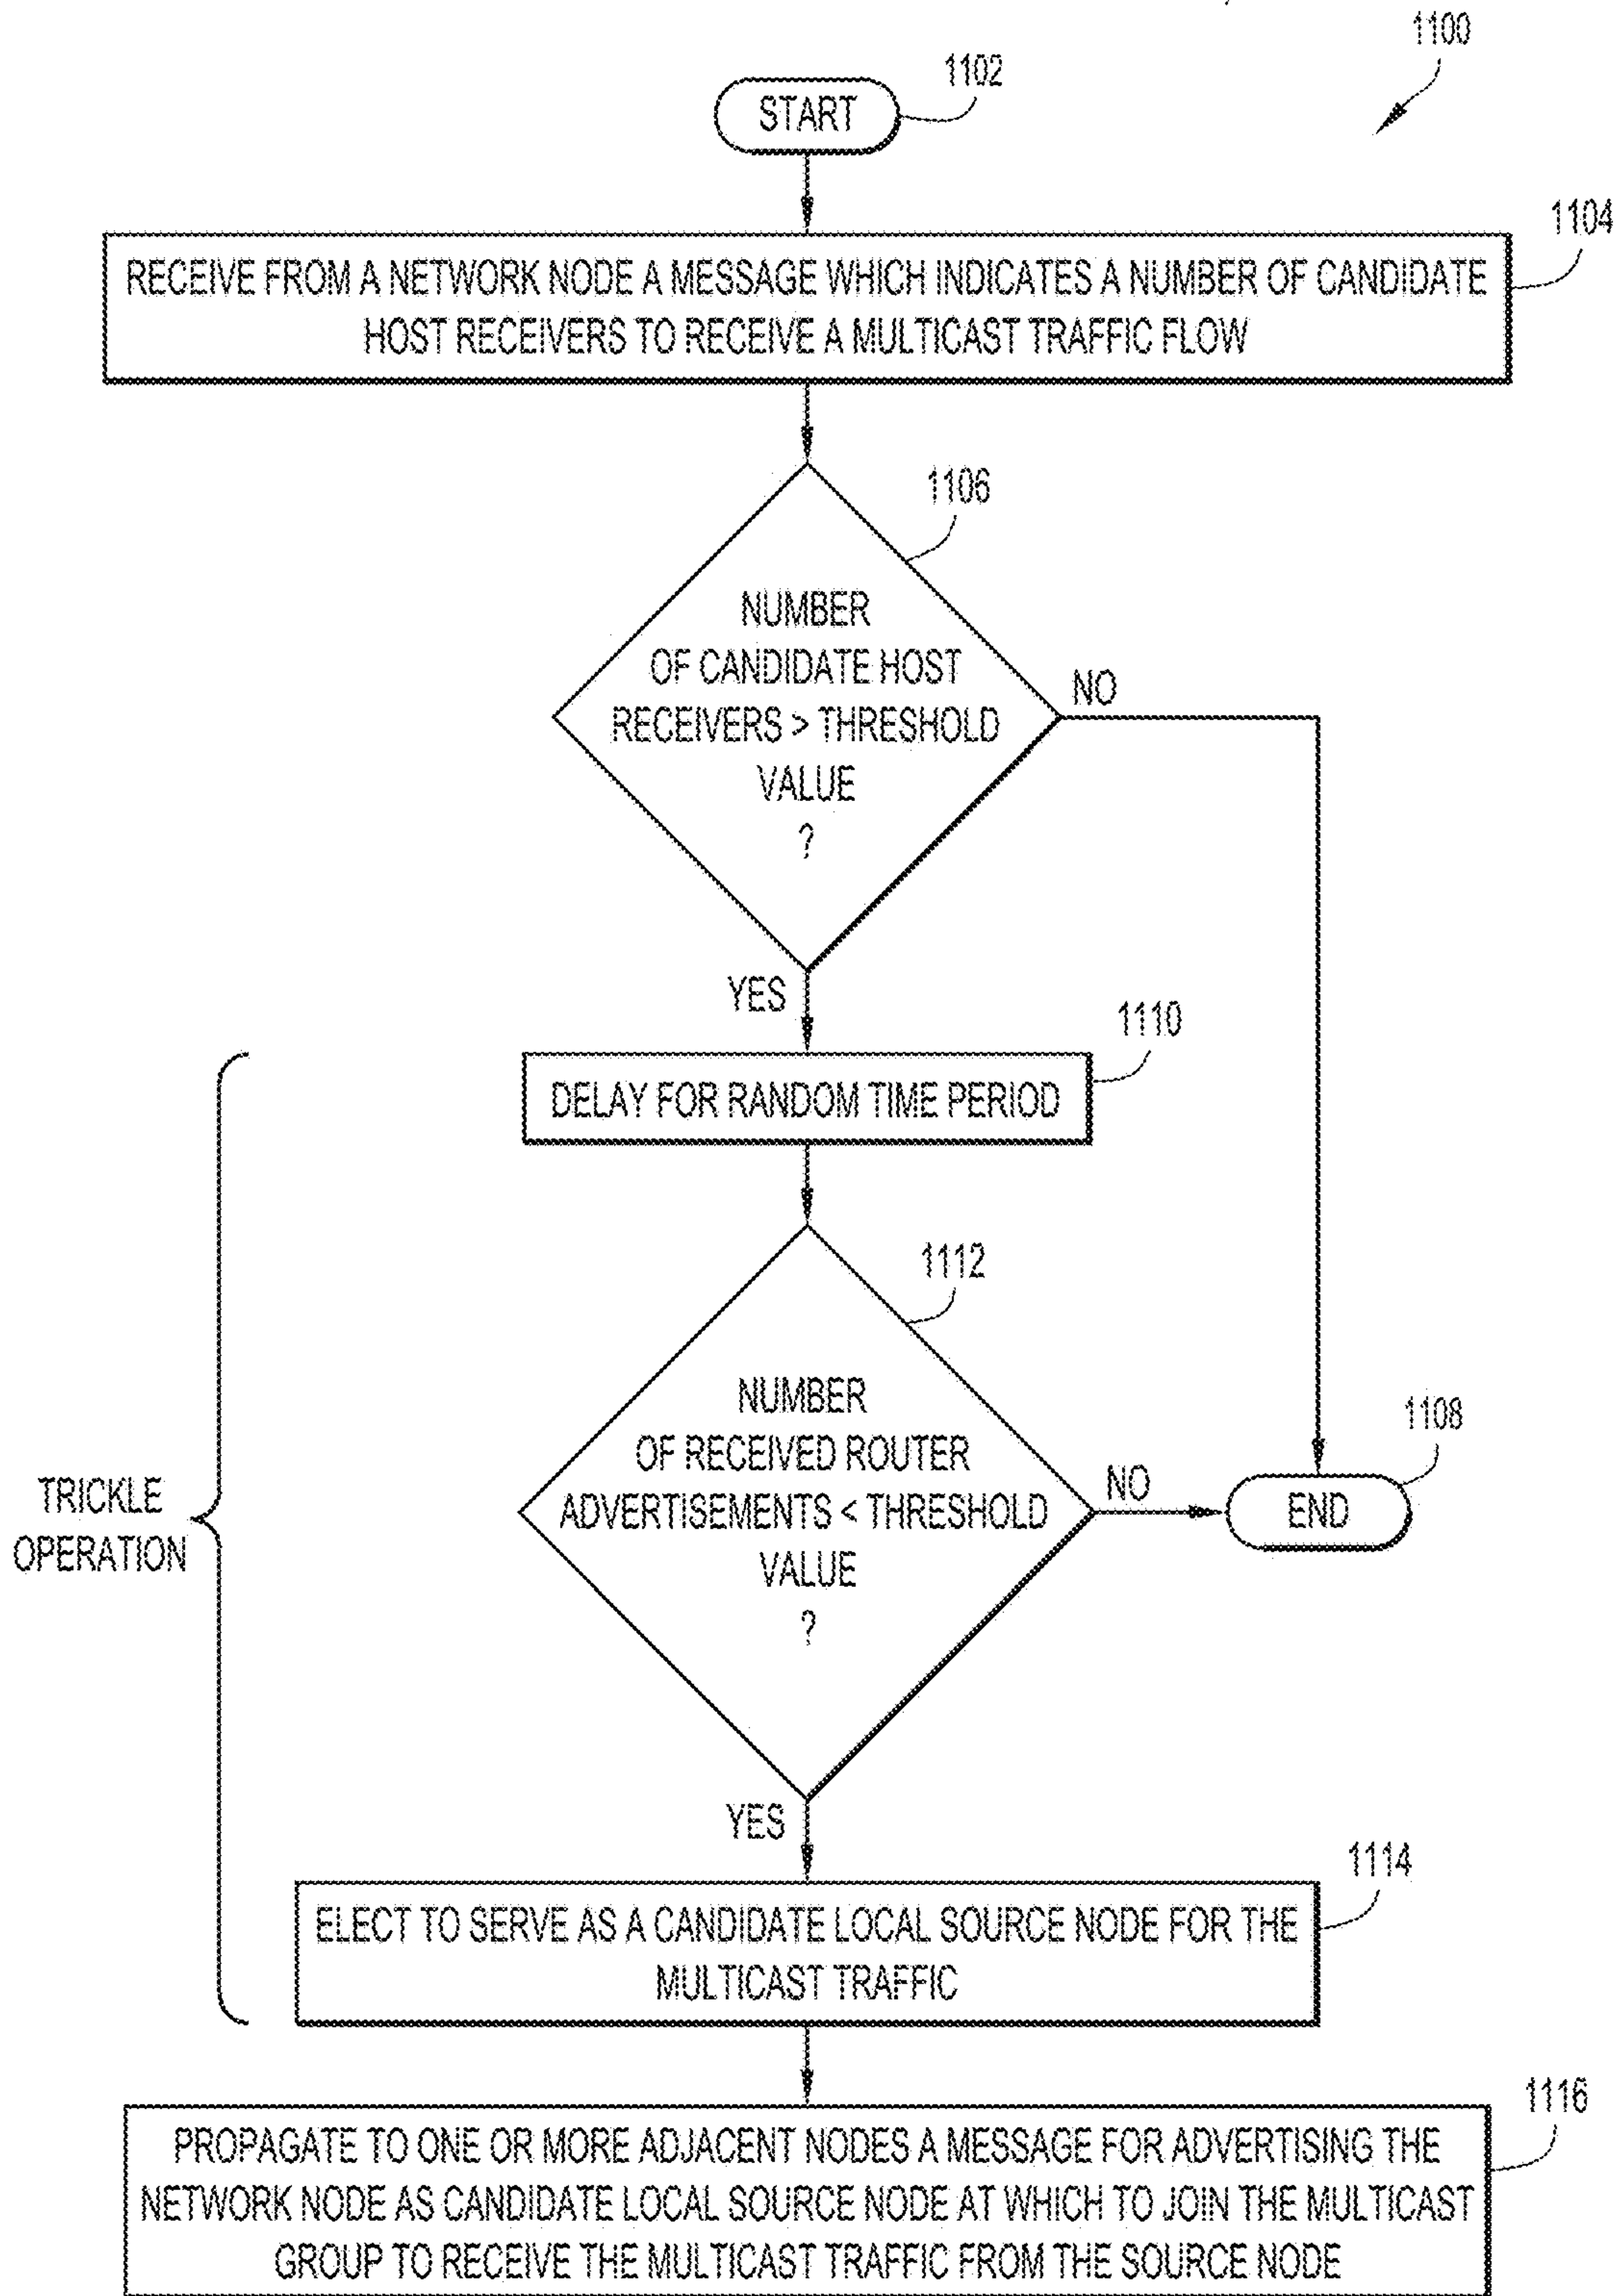 1100
1102
START
1104
RECEIVE FROM A NETWORK NODE A MESSAGE WHICH INDICATES A NUMBER OF CANDIDATE
HOST RECEIVERS TO RECEIVE A MULTICAST TRAFFIC FLOW
1106
NUMBER
OF CANDIDATE HOST
RECEIVERS > THRESHOLD
VALUE
?
NO
YES
1110
DELAY FOR RANDOM TIME PERIOD
1112
NUMBER
OF RECEIVED ROUTER
ADVERTISEMENTS < THRESHOLD
VALUE
?
NO
1108
END
TRICKLE
OPERATION
YES
1114
ELECT TO SERVE AS A CANDIDATE LOCAL SOURCE NODE FOR THE
MULTICAST TRAFFIC
1116
PROPAGATE TO ONE OR MORE ADJACENT NODES A MESSAGE FOR ADVERTISING THE
NETWORK NODE AS CANDIDATE LOCAL SOURCE NODE AT WHICH TO JOIN THE MULTICAST
GROUP TO RECEIVE THE MULTICAST TRAFFIC FROM THE SOURCE NODE